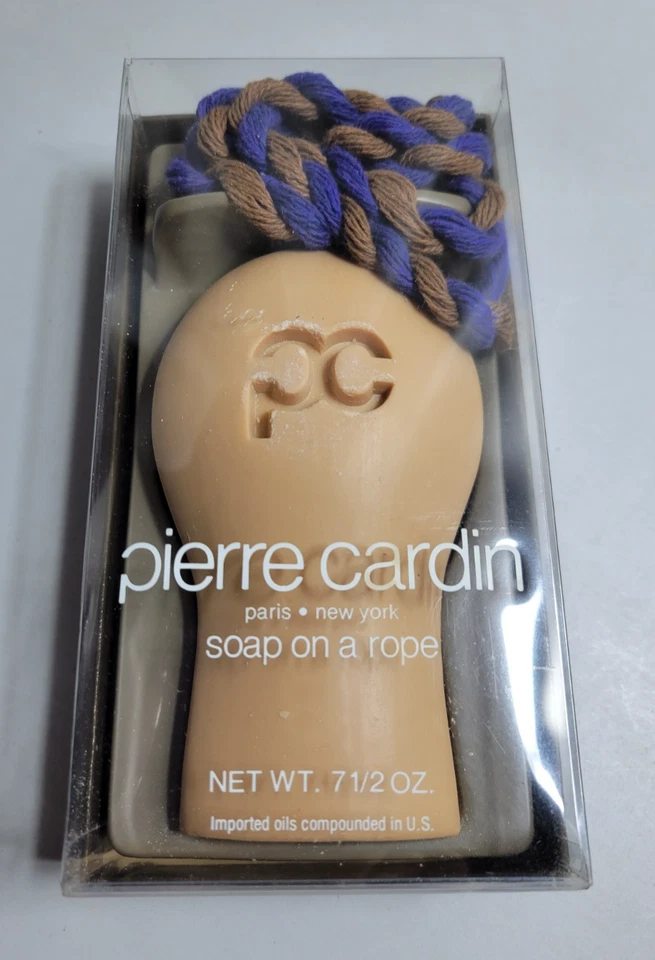 pc
pierre cardin
paris • new york
soap on a rope
NET WT. 7 1/2 OZ.
Imported oils compounded in U.S.